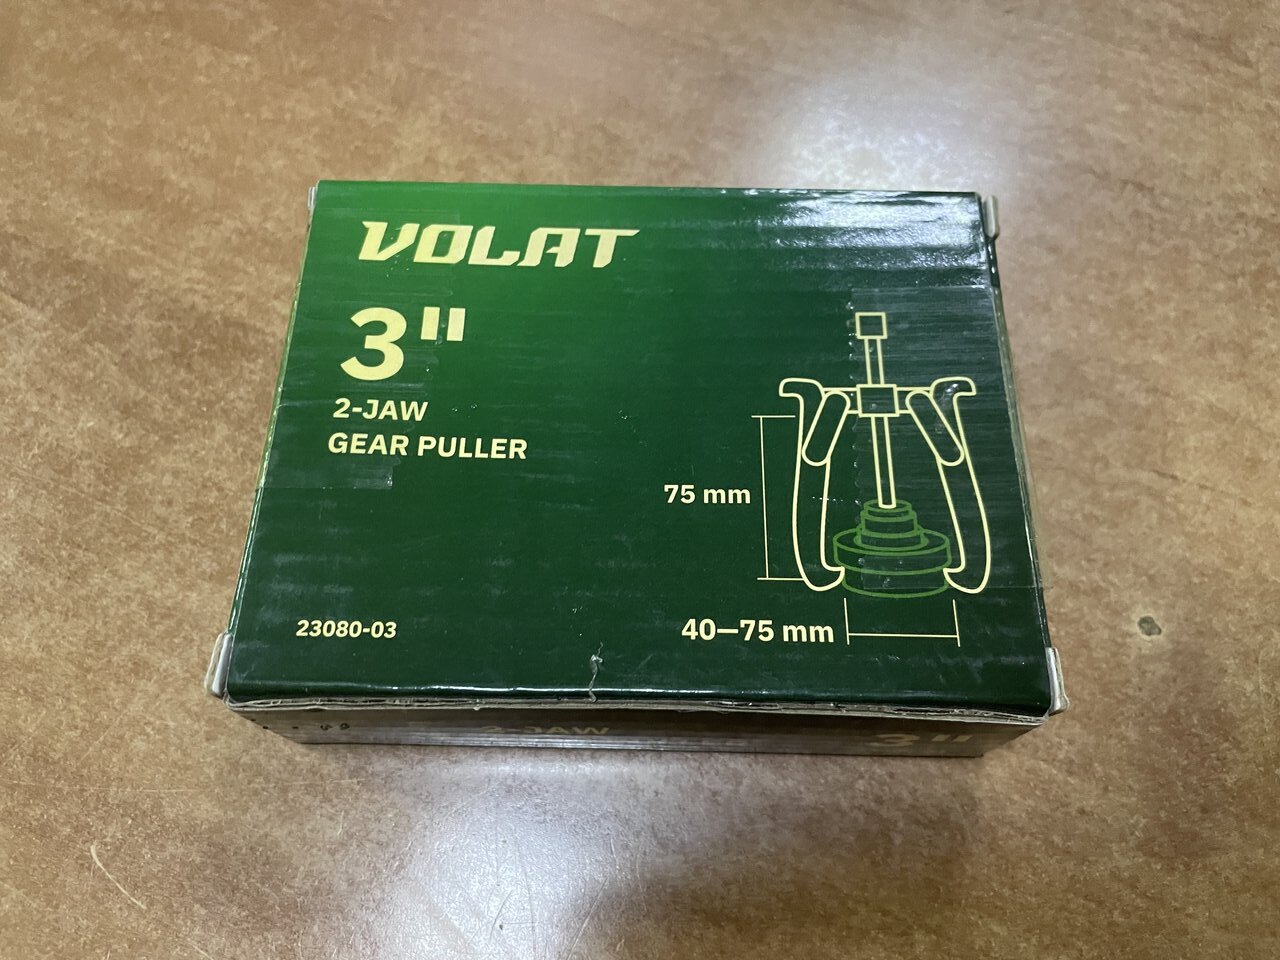 VOLAT
3"
2-JAW
GEAR PULLER
75 mm
40—75 mm
23080-03
2-JAW
3"